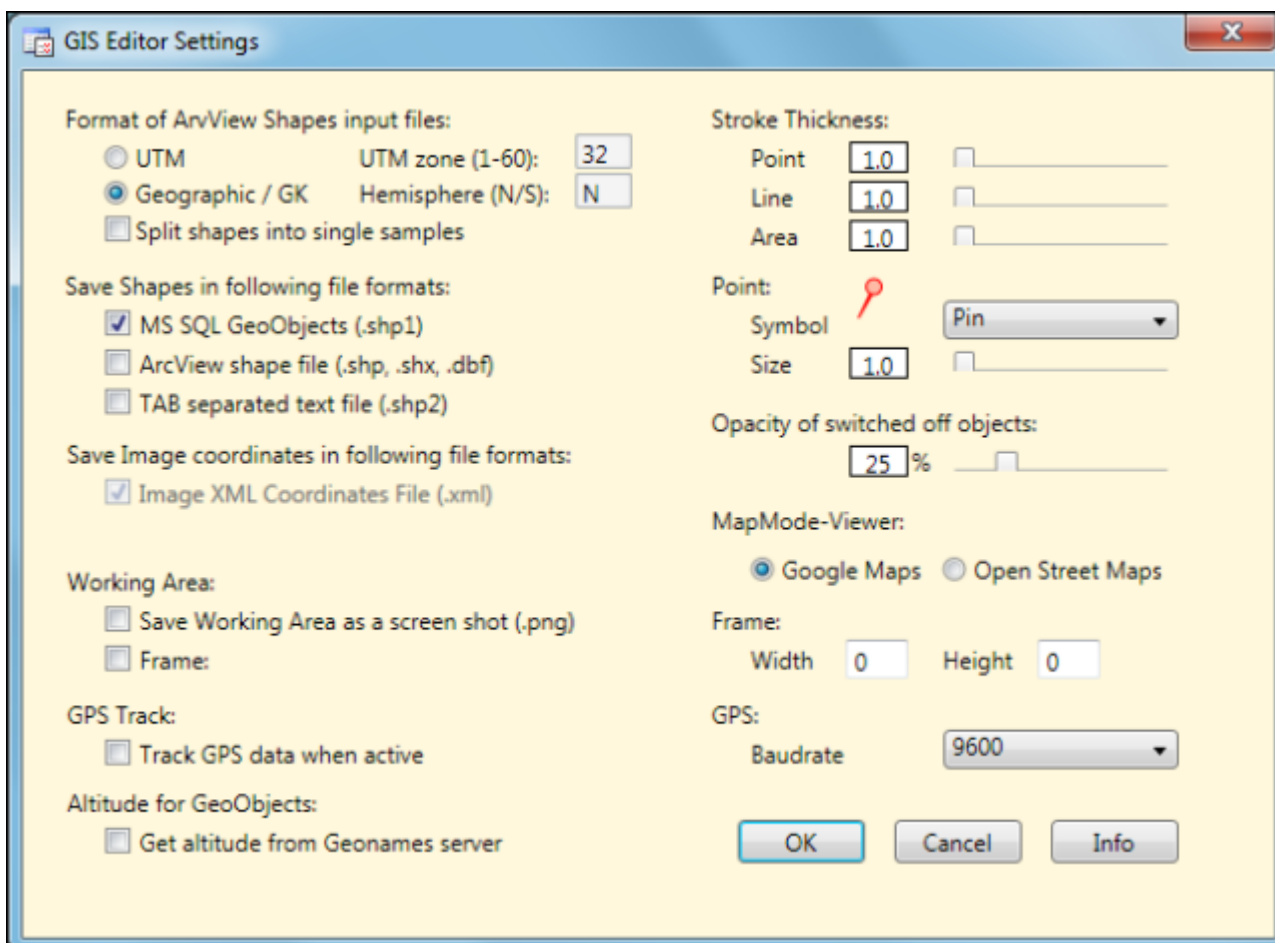 GIS Editor Settings
Format of ArvView Shapes input files:
UTM UTM zone (1-60): 32
Geographic / GK Hemisphere (N/S): N
Split shapes into single samples
Save Shapes in following file formats:
MS SQL GeoObjects (.shp1)
ArcView shape file (.shp, .shx, .dbf)
TAB separated text file (.shp2)
Save Image coordinates in following file formats:
Image XML Coordinates File (.xml)
Working Area:
Save Working Area as a screen shot (.png)
Frame:
GPS Track:
Track GPS data when active
Altitude for GeoObjects:
Get altitude from Geonames server
Stroke Thickness:
Point 1.0
Line 1.0
Area 1.0
Point:
Symbol Pin
Size 1.0
Opacity of switched off objects:
25 %
MapMode-Viewer:
Google Maps Open Street Maps
Frame:
Width 0 Height 0
GPS:
Baudrate 9600
OK Cancel Info